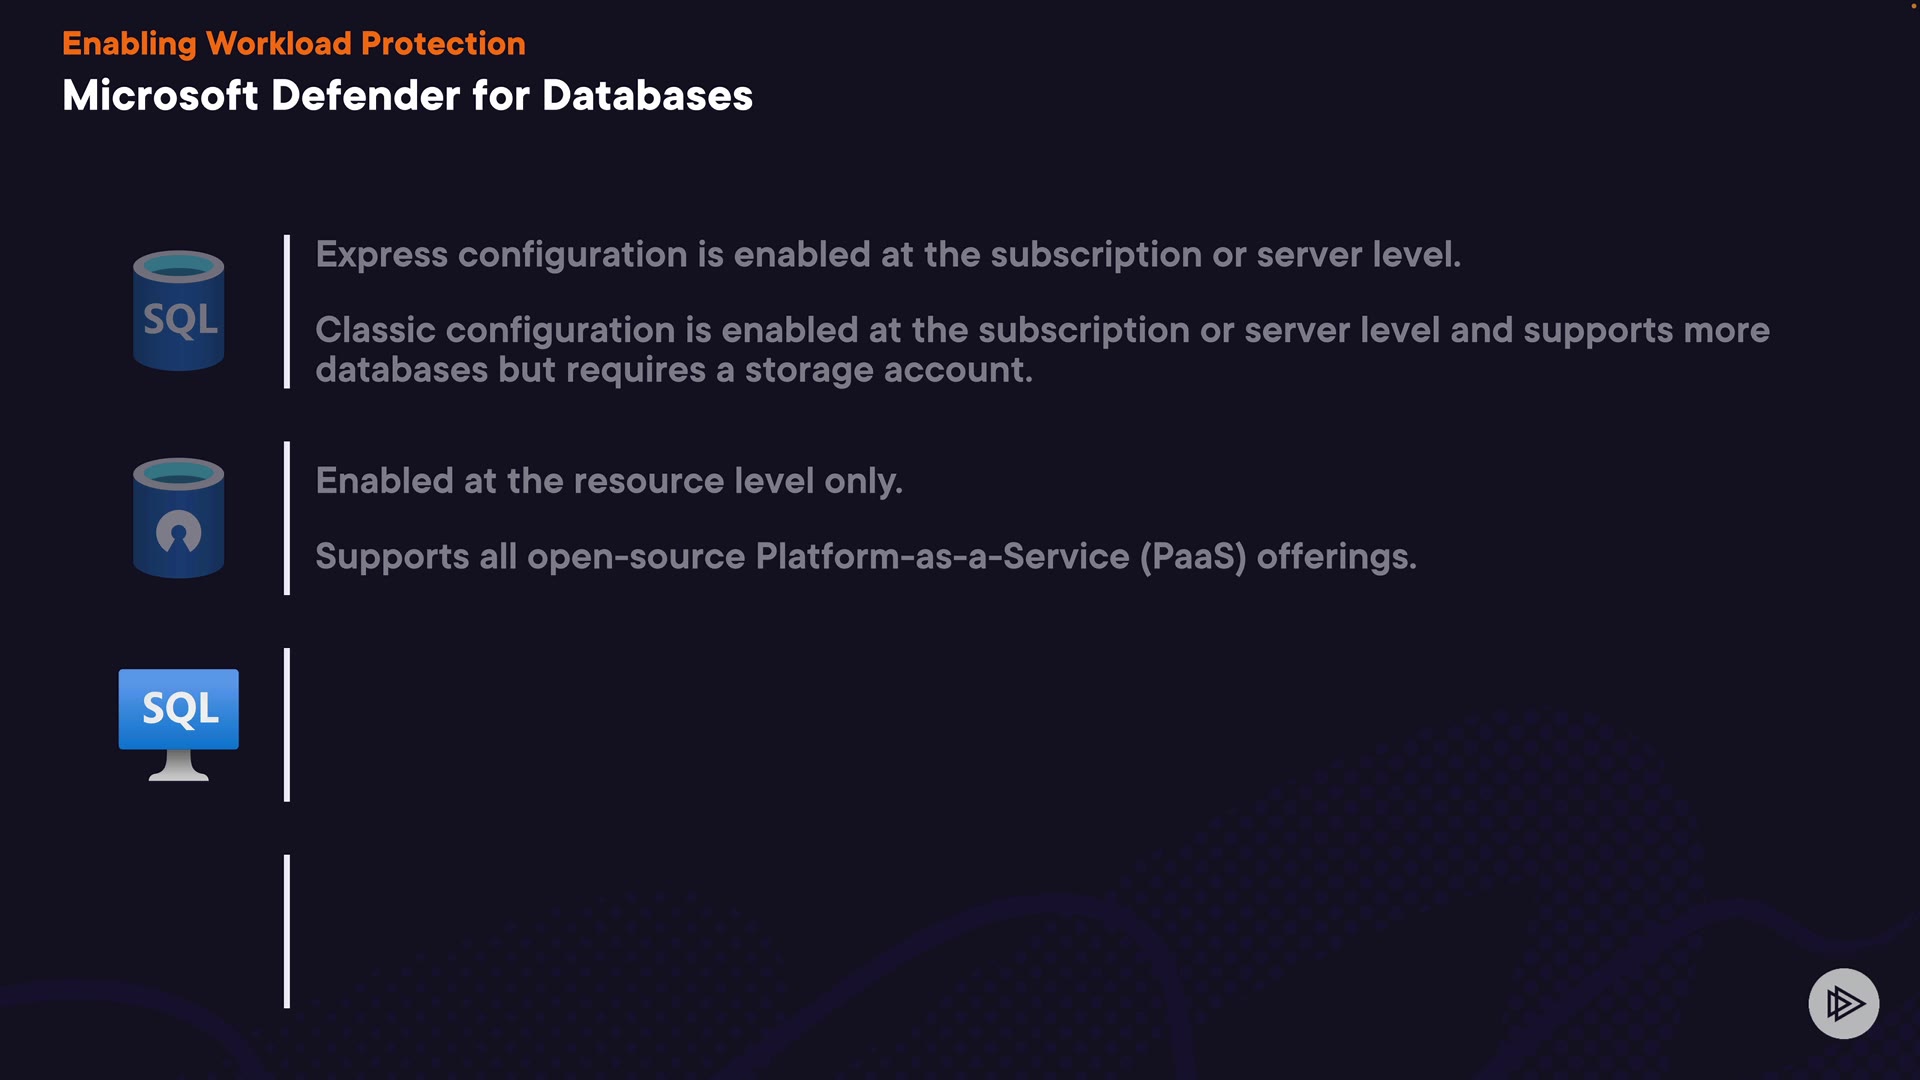 Enabling Workload Protection
Microsoft Defender for Databases
SQL
Express configuration is enabled at the subscription or server level.
Classic configuration is enabled at the subscription or server level and supports more
databases but requires a storage account.
Enabled at the resource level only.
Supports all open-source Platform-as-a-Service (PaaS) offerings.
SQL